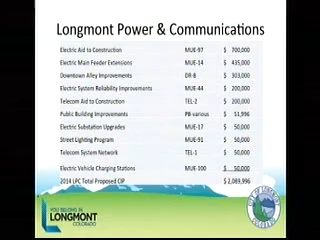 Longmont Power & Communications
Electric Aid to Construction MUE-97 $ 700,000
Electric Main Feeder Extensions MUE-14 $ 435,000
Downtown Alley Improvements DR-8 $ 303,000
Electric System Reliability Improvements MUE-44 $ 200,000
Telecom Aid to Construction TEL-2 $ 200,000
Public Building Improvements PB-various $ 51,996
Electric Substation Upgrades MUE-17 $ 50,000
Street Lighting Program MUE-91 $ 50,000
Telecom System Network TEL-1 $ 50,000
Electric Vehicle Charging Stations MUE-100 $ 50,000
2014 LPC Total Proposed CIP $ 2,089,996
YOU BELONG IN
LONGMONT
COLORADO